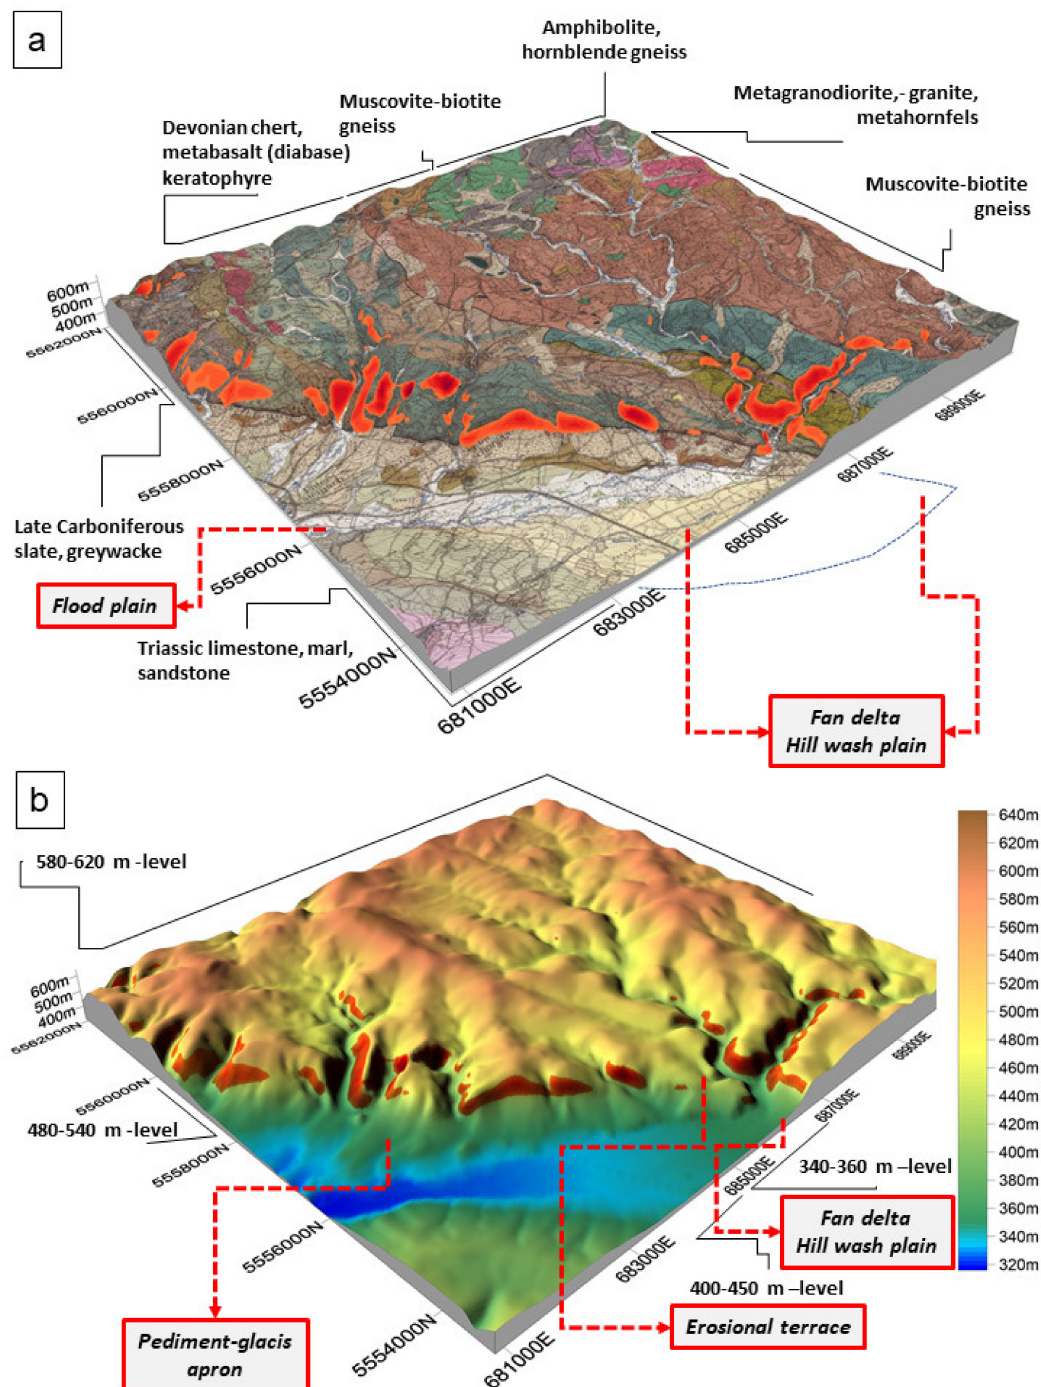 a
Amphibolite,
hornblende gneiss
Muscovite-biotite
gneiss
Metagranodiorite,- granite,
metahornfels
Devonian chert,
metabasalt (diabase)
keratophyre
Muscovite-biotite
gneiss
600m
500m
400m
5562000N
5560000N
5558000N
5556000N
5554000N
681000E
683000E
685000E
687000E
689000E
Late Carboniferous
slate, greywacke
Flood plain
Triassic limestone, marl,
sandstone
Fan delta
Hill wash plain
b
580-620 m -level
600m
500m
400m
5562000N
5560000N
480-540 m -level
5558000N
5556000N
5554000N
681000E
683000E
685000E
687000E
689000E
640m
620m
600m
580m
560m
540m
520m
500m
480m
460m
440m
420m
400m
380m
360m
340m
320m
340-360 m –level
Fan delta
Hill wash plain
400-450 m –level
Erosional terrace
Pediment-glacis
apron